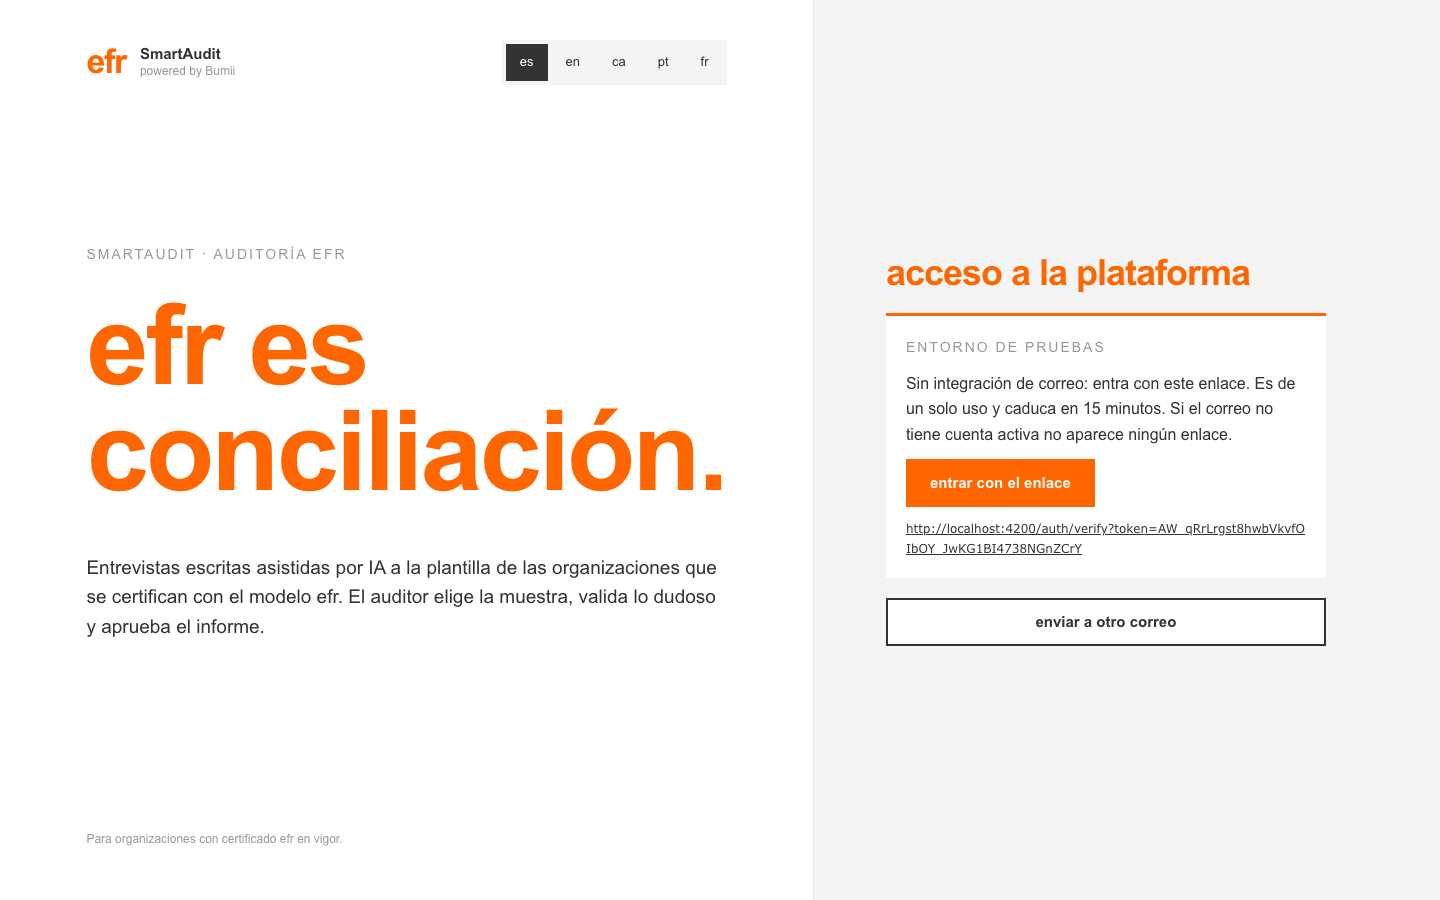 efr
SmartAudit
powered by Bumii
es en ca pt fr
SMARTAUDIT · AUDITORÍA EFR
efr es
conciliación.
Entrevistas escritas asistidas por IA a la plantilla de las organizaciones que
se certifican con el modelo efr. El auditor elige la muestra, valida lo dudoso
y aprueba el informe.
Para organizaciones con certificado efr en vigor.
acceso a la plataforma
ENTORNO DE PRUEBAS
Sin integración de correo: entra con este enlace. Es de
un solo uso y caduca en 15 minutos. Si el correo no
tiene cuenta activa no aparece ningún enlace.
entrar con el enlace
http://localhost:4200/auth/verify?token=AW_qRrLrgst8hwbVkvfO
IbOY_JwKG1BI4738NGnZCrY
enviar a otro correo